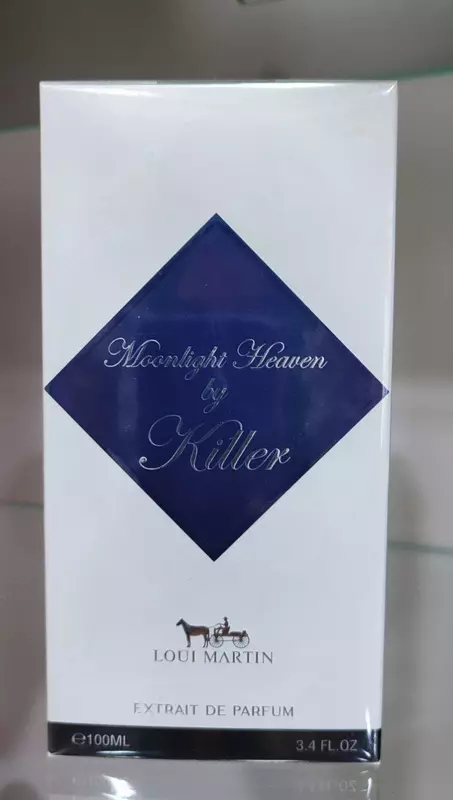 Moonlight Heaven
by
Killer
LOUI MARTIN
EXTRAIT DE PARFUM
℮100ML 3.4 FL.OZ